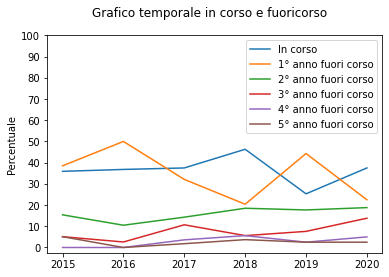 Grafico temporale in corso e fuoricorso
100
90
80
70
60
50
40
30
20
10
0
Percentuale
In corso
1° anno fuori corso
2° anno fuori corso
3° anno fuori corso
4° anno fuori corso
5° anno fuori corso
2015 2016 2017 2018 2019 2020